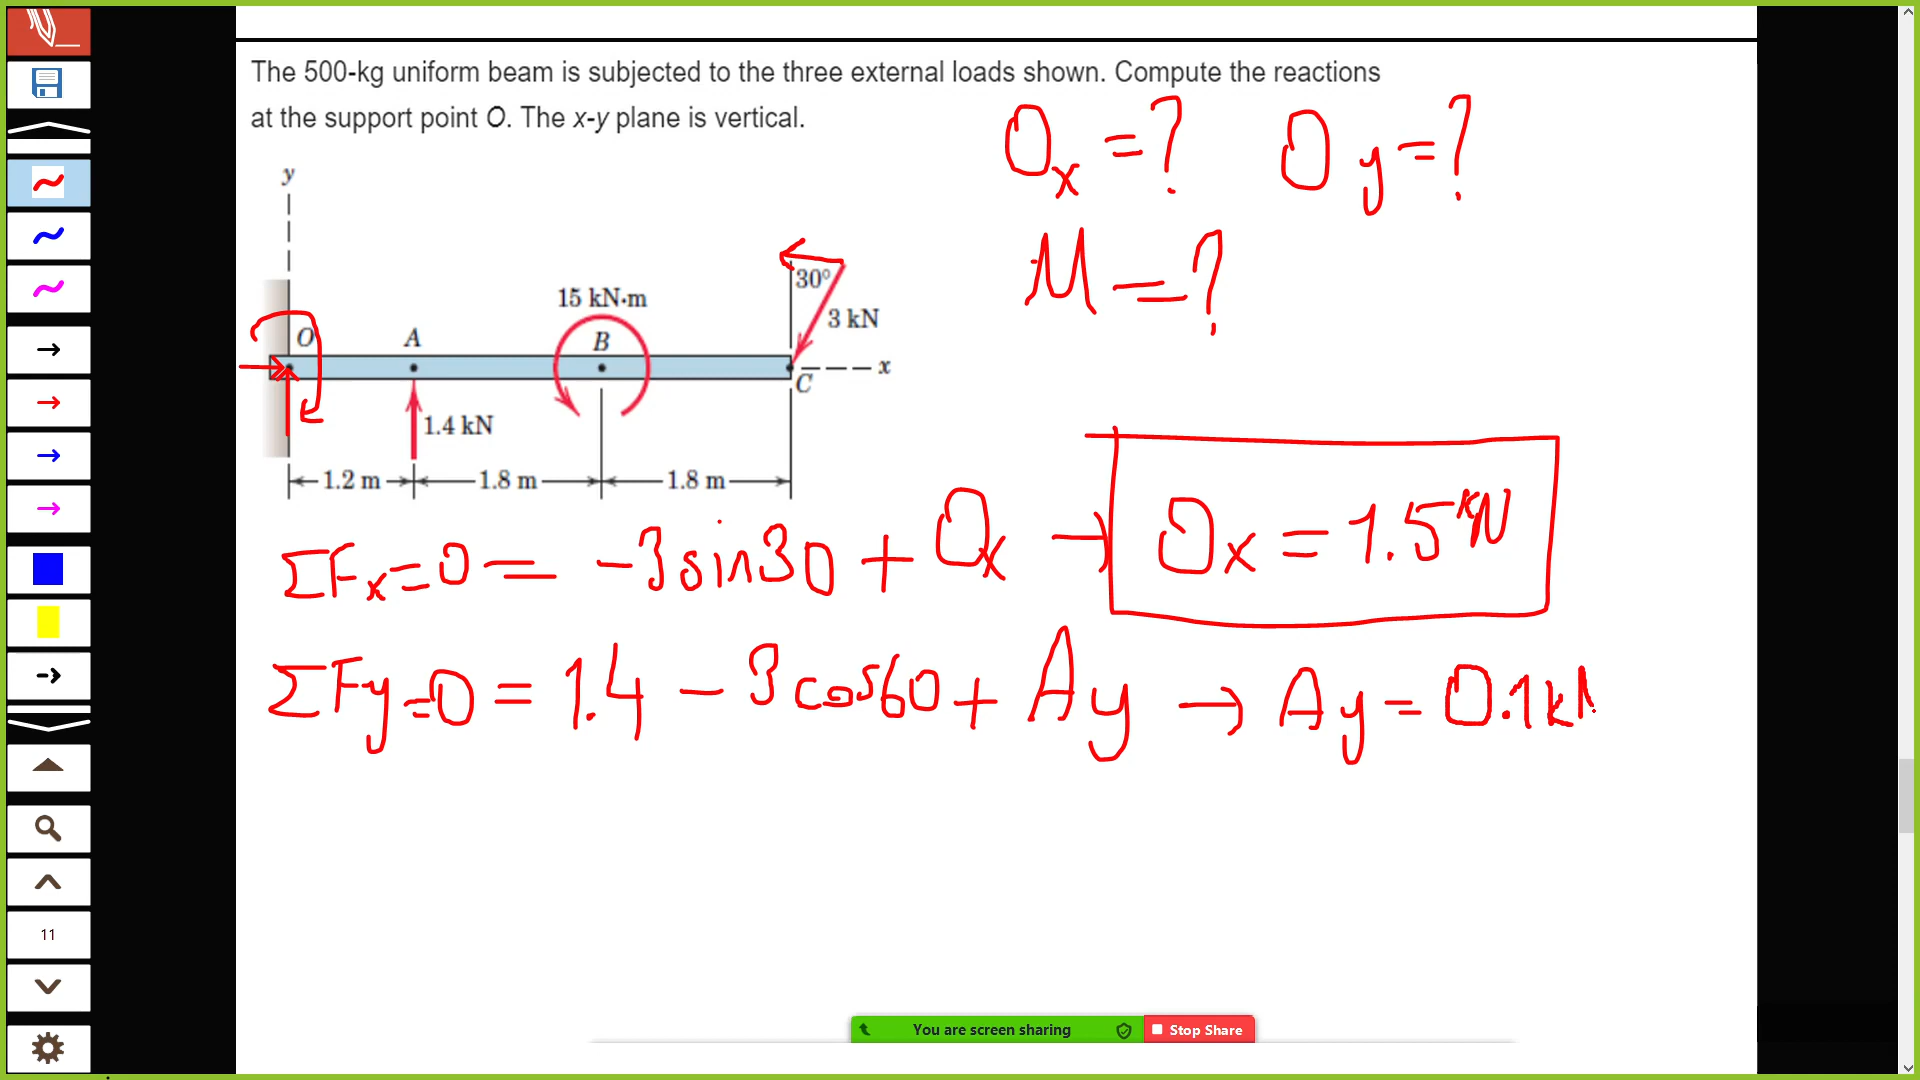 The 500-kg uniform beam is subjected to the three external loads shown. Compute the reactions
at the support point O. The x-y plane is vertical.
Ox = ? Oy = ?
M = ?
y
30°
15 kN·m
3 kN
O A B
x
C
1.4 kN
1.2 m 1.8 m 1.8 m
ΣFx=0= -3sin30 + Ox → Ox = 1.5 kN
ΣFy=0 = 1.4 - 3cos60 + Ay → Ay = 0.1kN
11
You are screen sharing Stop Share